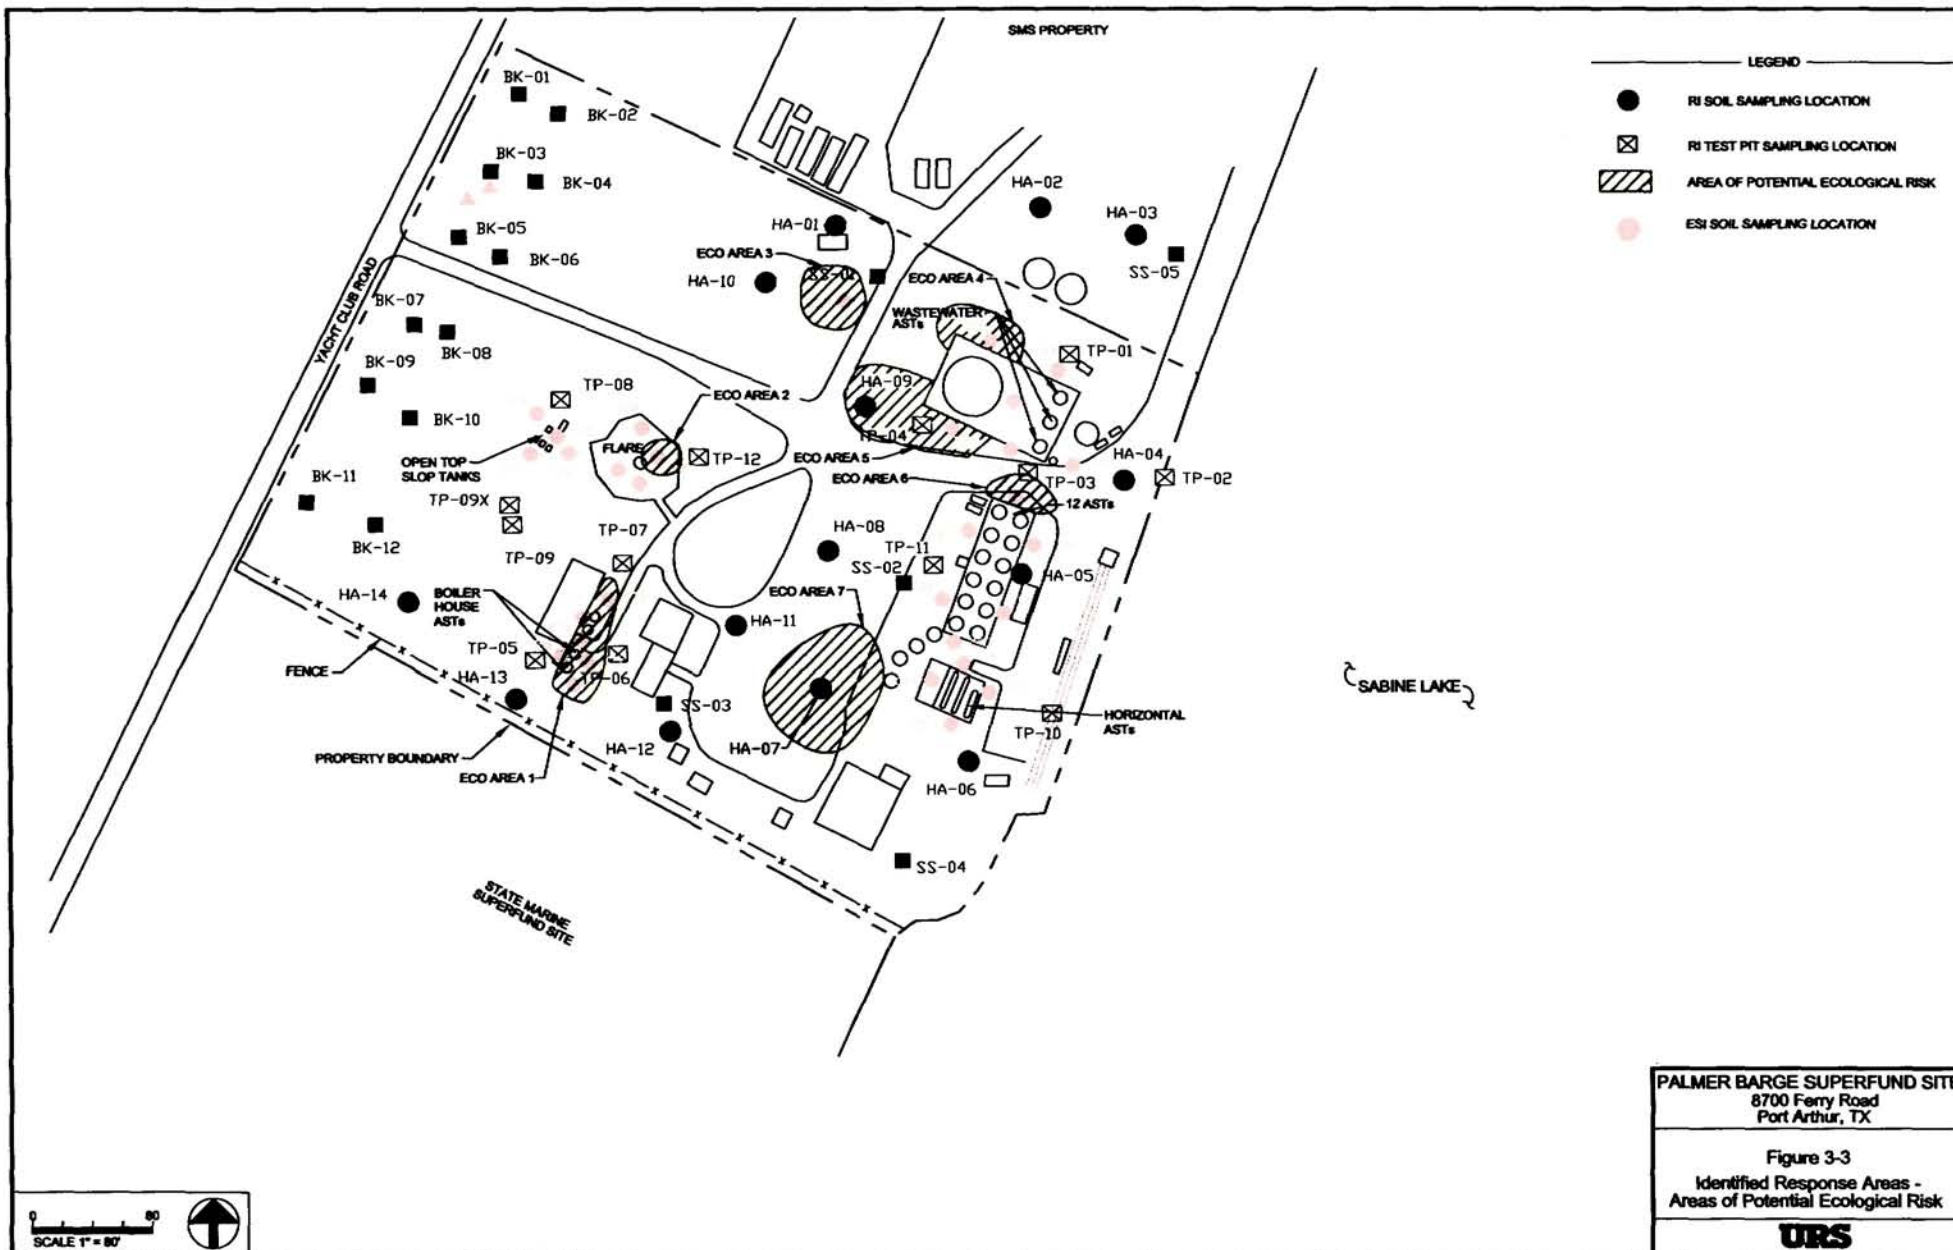 SMS PROPERTY
LEGEND
RI SOIL SAMPLING LOCATION
RI TEST PIT SAMPLING LOCATION
AREA OF POTENTIAL ECOLOGICAL RISK
ESI SOIL SAMPLING LOCATION
BK-01
BK-02
BK-03
BK-04
BK-05
BK-06
YACHT CLUB ROAD
BK-07
BK-08
BK-09
BK-10
BK-11
BK-12
HA-01
ECO AREA 3
HA-10
HA-02
HA-03
SS-05
ECO AREA 4
WASTEWATER
ASTs
TP-01
HA-09
TP-04
ECO AREA 5
ECO AREA 6
TP-03
HA-04
TP-02
12 ASTs
TP-08
ECO AREA 2
FLARE
TP-12
OPEN TOP
SLOP TANKS
TP-09X
TP-09
TP-07
HA-08
TP-11
SS-02
HA-05
ECO AREA 7
HA-14
BOILER
HOUSE
ASTs
HA-11
TP-05
TP-06
FENCE
HA-13
SS-03
HA-12
HA-07
PROPERTY BOUNDARY
ECO AREA 1
HORIZONTAL
ASTs
TP-10
HA-06
SS-04
SABINE LAKE
STATE MARINE
SUPERFUND SITE
PALMER BARGE SUPERFUND SITE
8700 Ferry Road
Port Arthur, TX
Figure 3-3
Identified Response Areas -
Areas of Potential Ecological Risk
URS
0 80
SCALE 1" = 80'